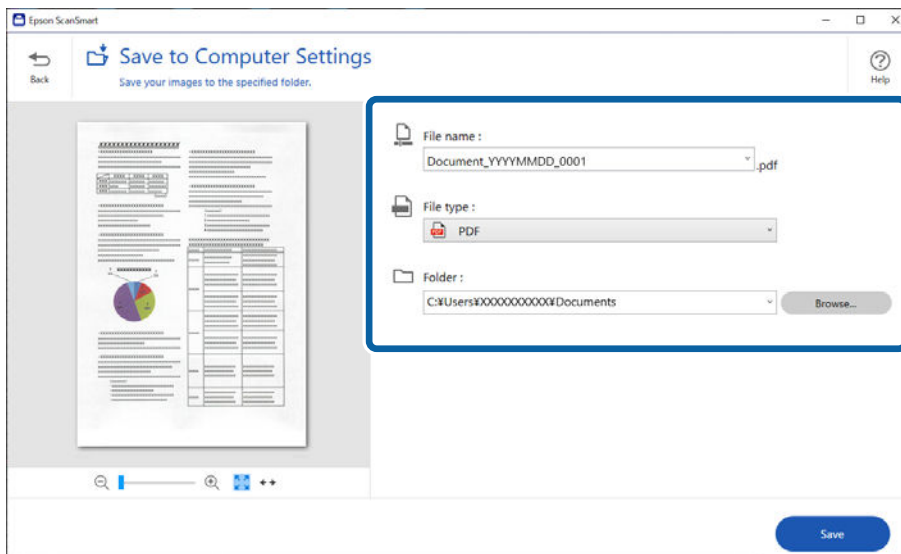 Epson ScanSmart
Back
Save to Computer Settings
Save your images to the specified folder.
Help
File name :
Document_YYYYMMDD_0001
.pdf
File type :
PDF
Folder :
C:¥Users¥XXXXXXXXXX¥Documents
Browse...
Save